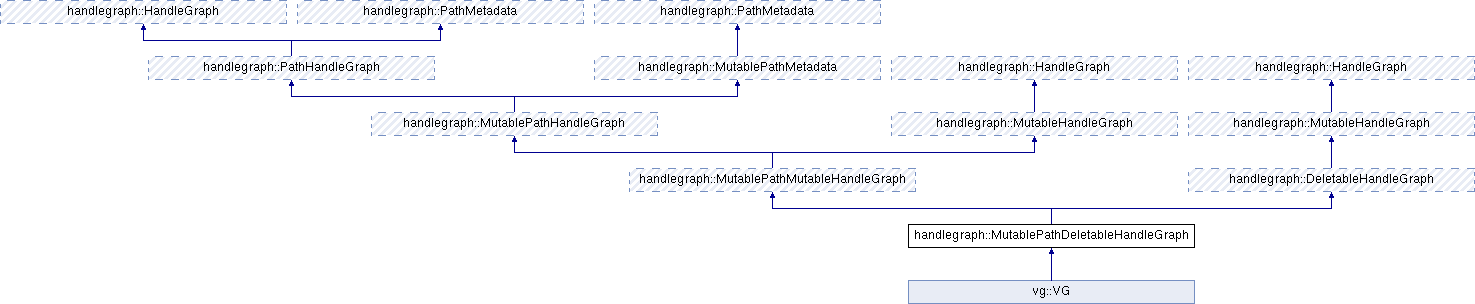 handlegraph::HandleGraph
handlegraph::PathMetadata
handlegraph::PathMetadata
handlegraph::PathHandleGraph
handlegraph::MutablePathMetadata
handlegraph::HandleGraph
handlegraph::HandleGraph
handlegraph::MutablePathHandleGraph
handlegraph::MutableHandleGraph
handlegraph::MutableHandleGraph
handlegraph::MutablePathMutableHandleGraph
handlegraph::DeletableHandleGraph
handlegraph::MutablePathDeletableHandleGraph
vg::VG